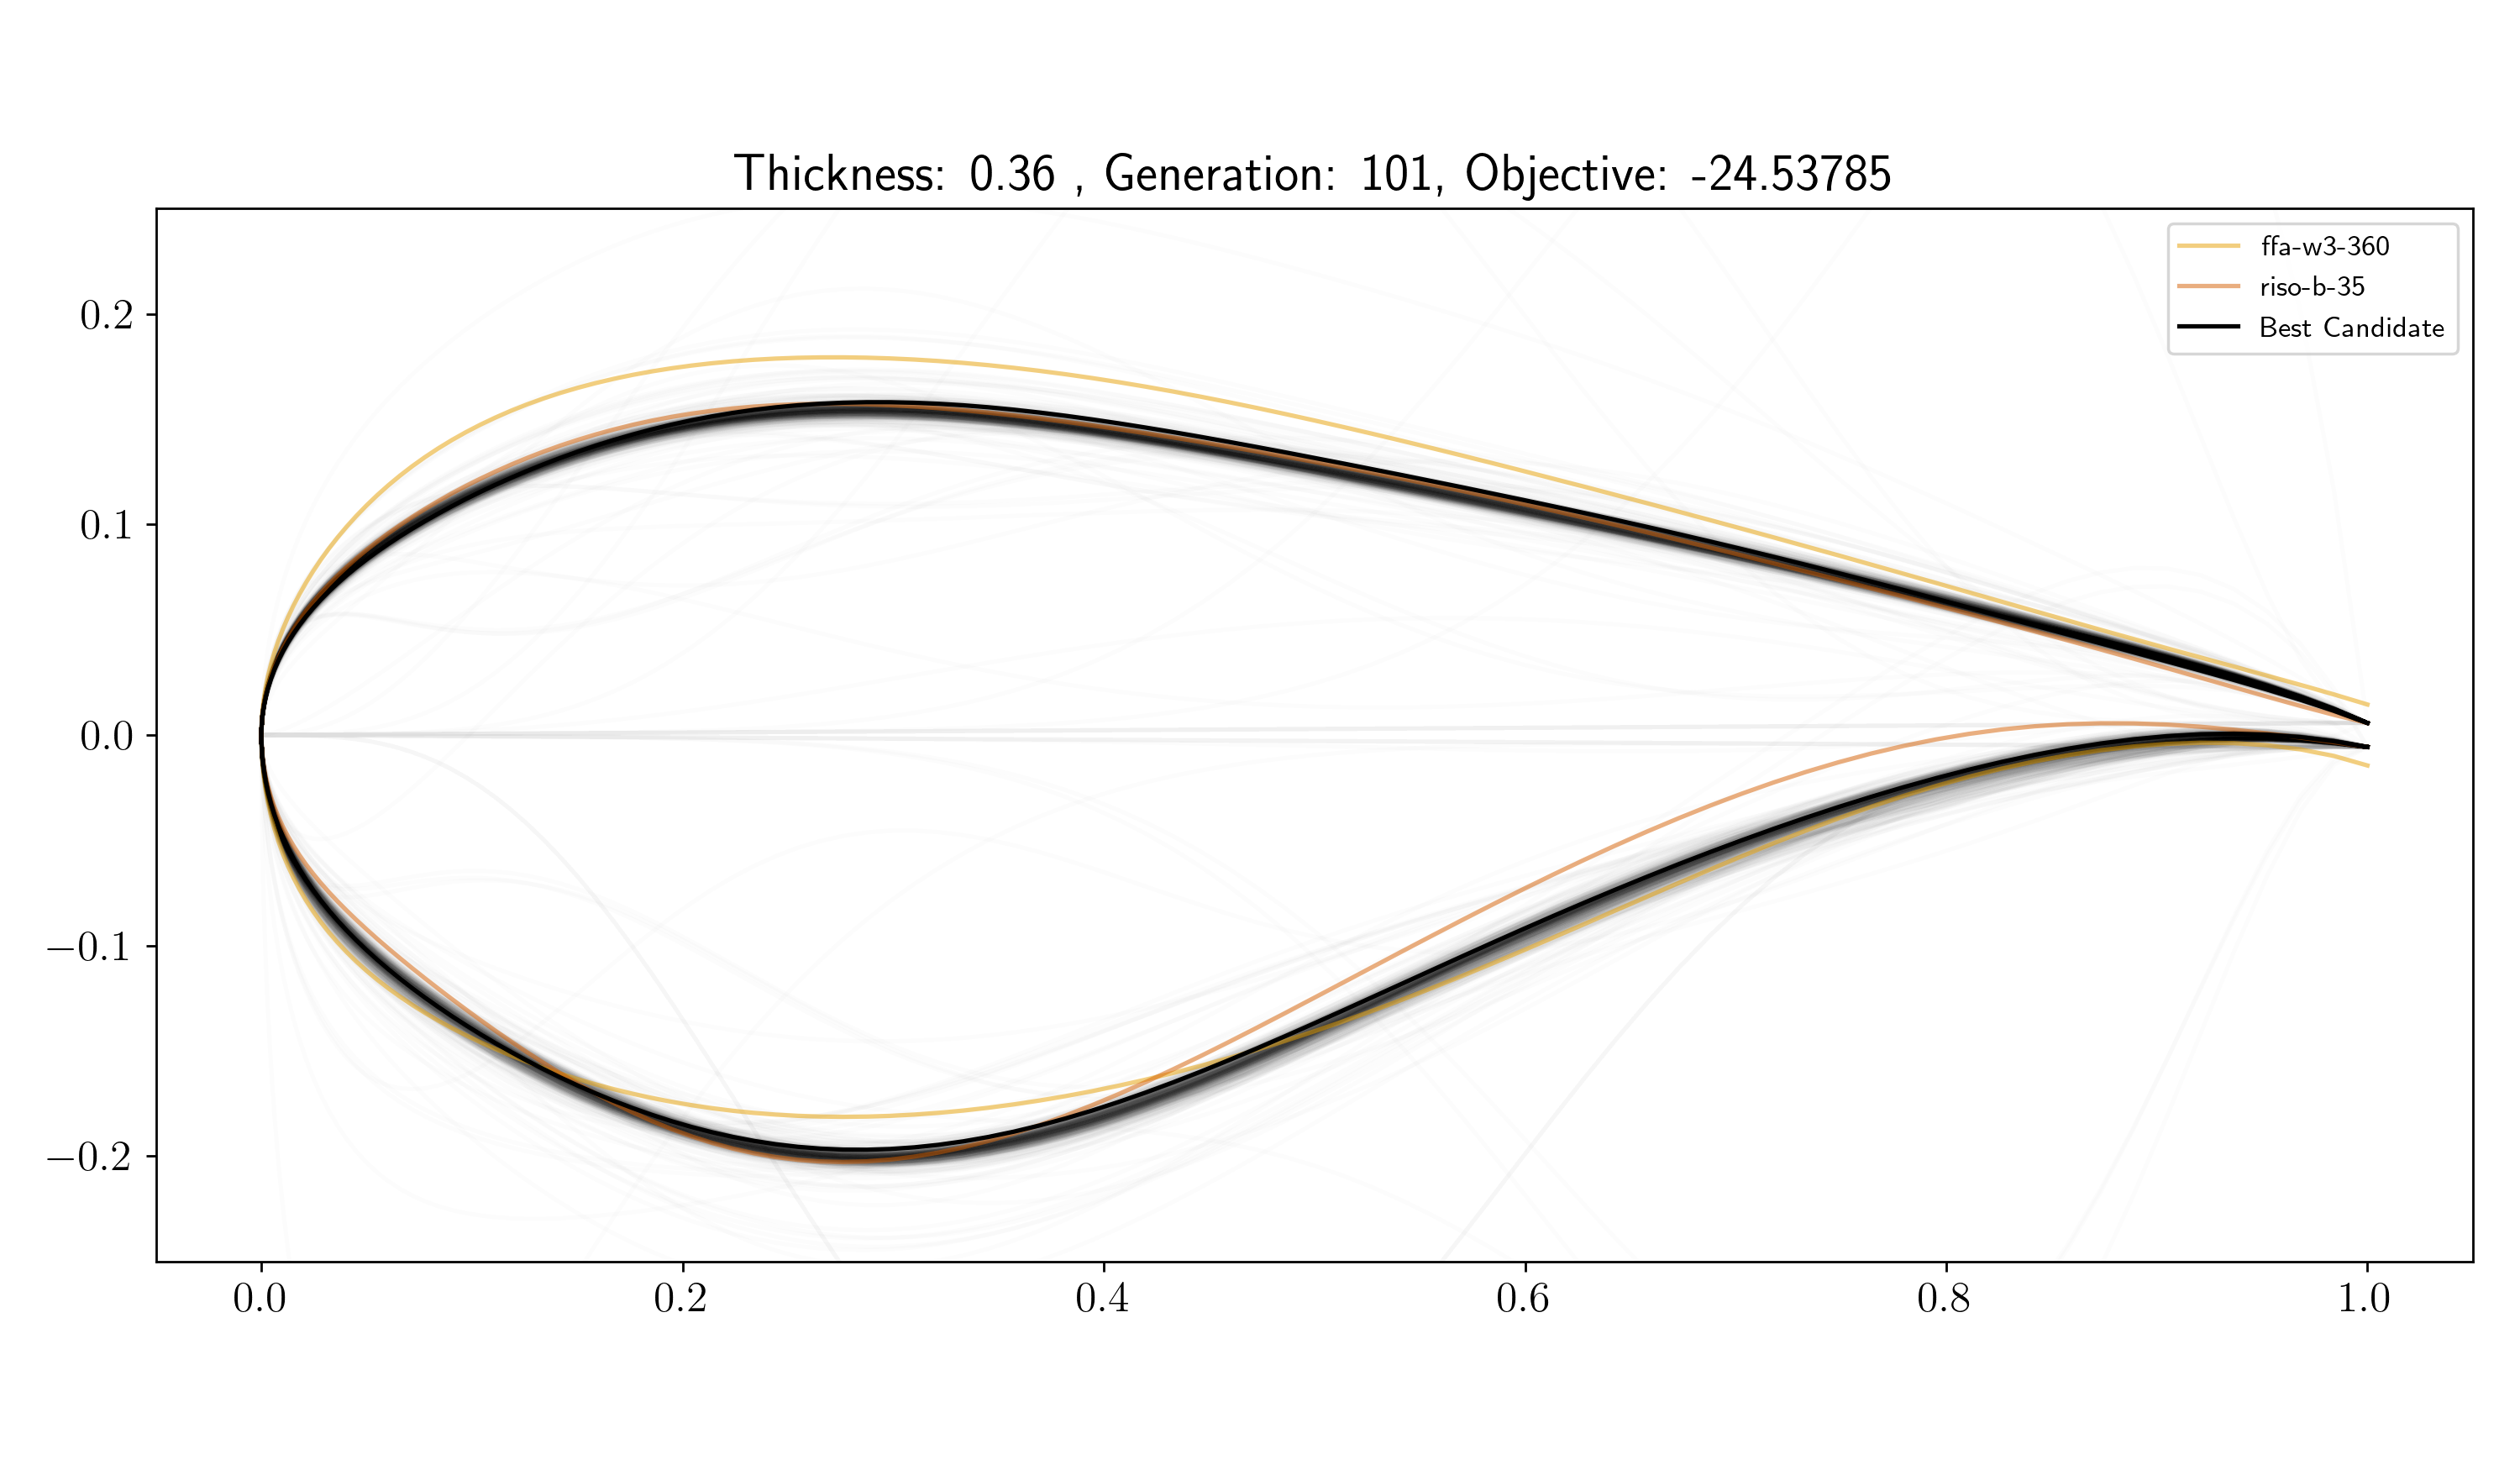 Thickness: 0.36 , Generation: 101, Objective: -24.53785
ffa-w3-360
riso-b-35
Best Candidate
0.2
0.1
0.0
−0.1
−0.2
0.0 0.2 0.4 0.6 0.8 1.0